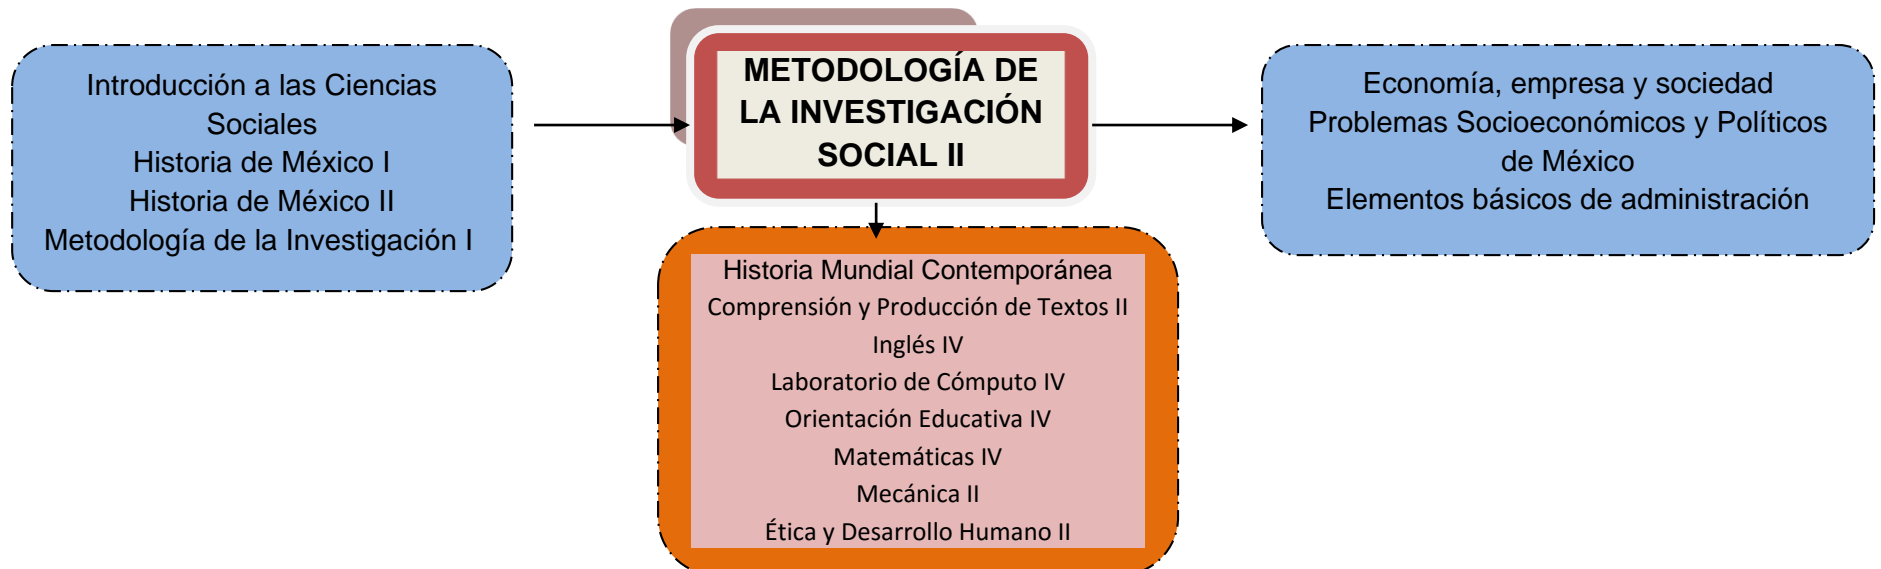 Introducción a las Ciencias
Sociales
Historia de México I
Historia de México II
Metodología de la Investigación I
METODOLOGÍA DE
LA INVESTIGACIÓN
SOCIAL II
Economía, empresa y sociedad
Problemas Socioeconómicos y Políticos
de México
Elementos básicos de administración
Historia Mundial Contemporánea
Comprensión y Producción de Textos II
Inglés IV
Laboratorio de Cómputo IV
Orientación Educativa IV
Matemáticas IV
Mecánica II
Ética y Desarrollo Humano II